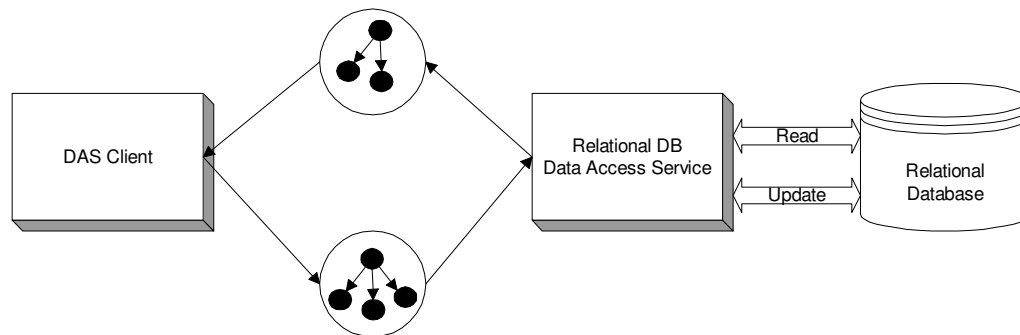 DAS Client
Relational DB
Data Access Service
Read
Update
Relational
Database